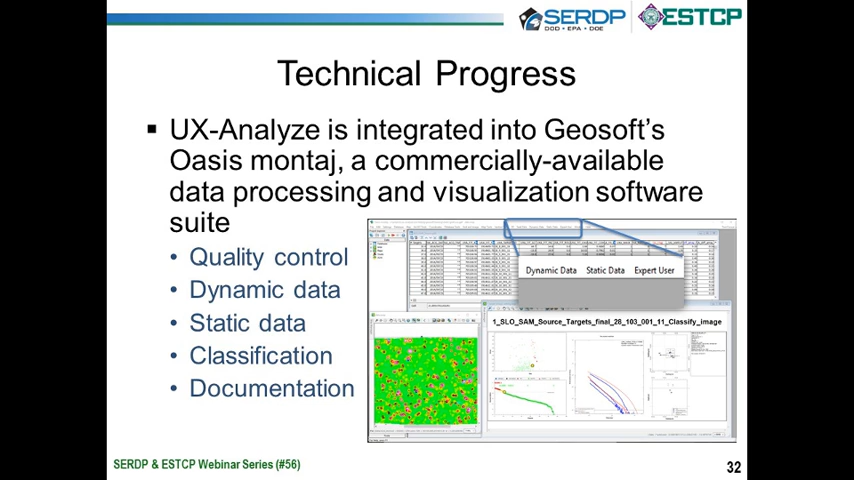 SERDP
DOD • EPA • DOE
ESTCP
Technical Progress
▪ UX-Analyze is integrated into Geosoft's
Oasis montaj, a commercially-available
data processing and visualization software
suite
• Quality control
• Dynamic data
• Static data
• Classification
• Documentation
Dynamic Data Static Data Expert User
1_SLO_SAM_Source_Targets_final_28_103_001_11_Classify_image
SERDP & ESTCP Webinar Series (#56)
32